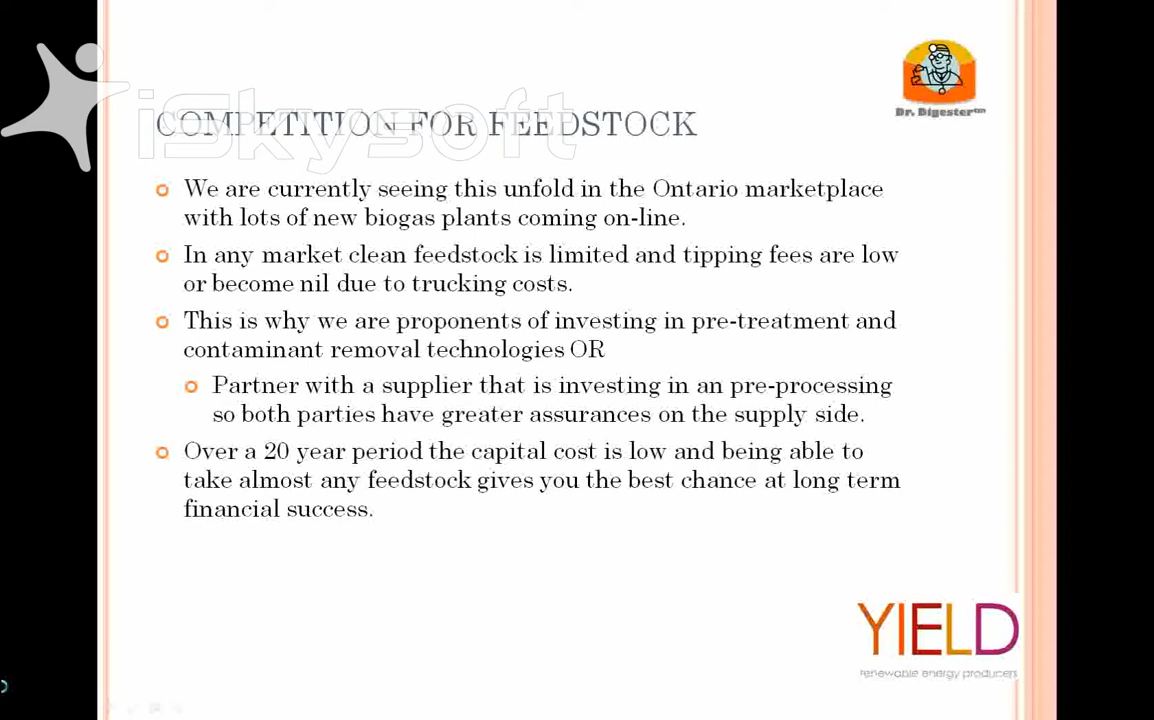 iSkysoft
Dr. Digester™
COMPETITION FOR FEEDSTOCK
We are currently seeing this unfold in the Ontario marketplace
with lots of new biogas plants coming on-line.
In any market clean feedstock is limited and tipping fees are low
or become nil due to trucking costs.
This is why we are proponents of investing in pre-treatment and
contaminant removal technologies OR
Partner with a supplier that is investing in an pre-processing
so both parties have greater assurances on the supply side.
Over a 20 year period the capital cost is low and being able to
take almost any feedstock gives you the best chance at long term
financial success.
YIELD
renewable energy producers